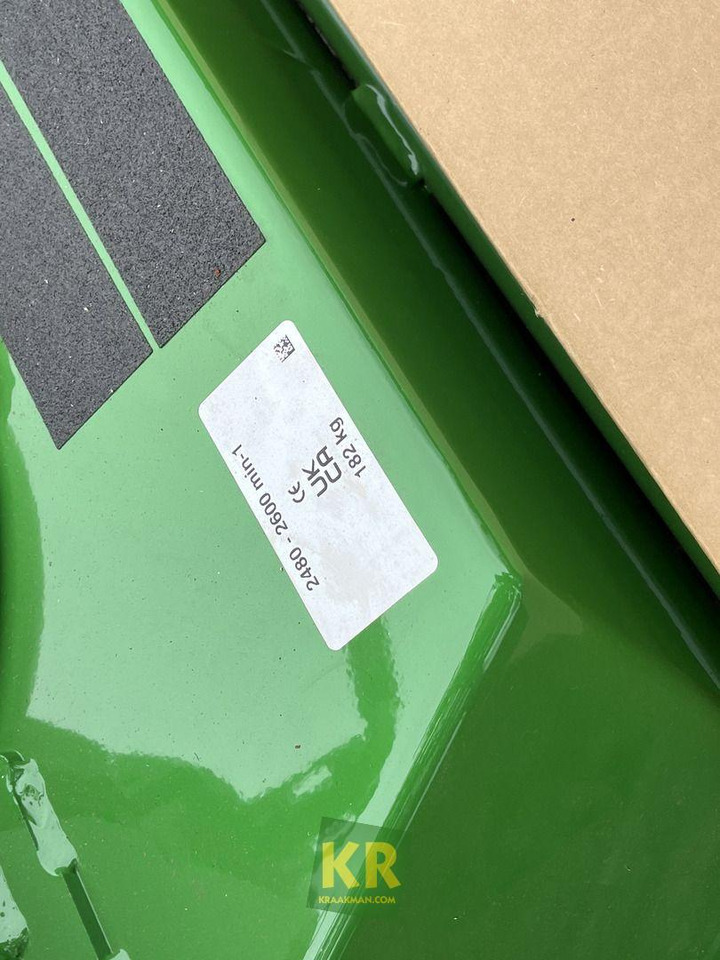 2480 - 2600 min-1
CE
UK
CA
182 kg
KR
KRAAKMAN.COM